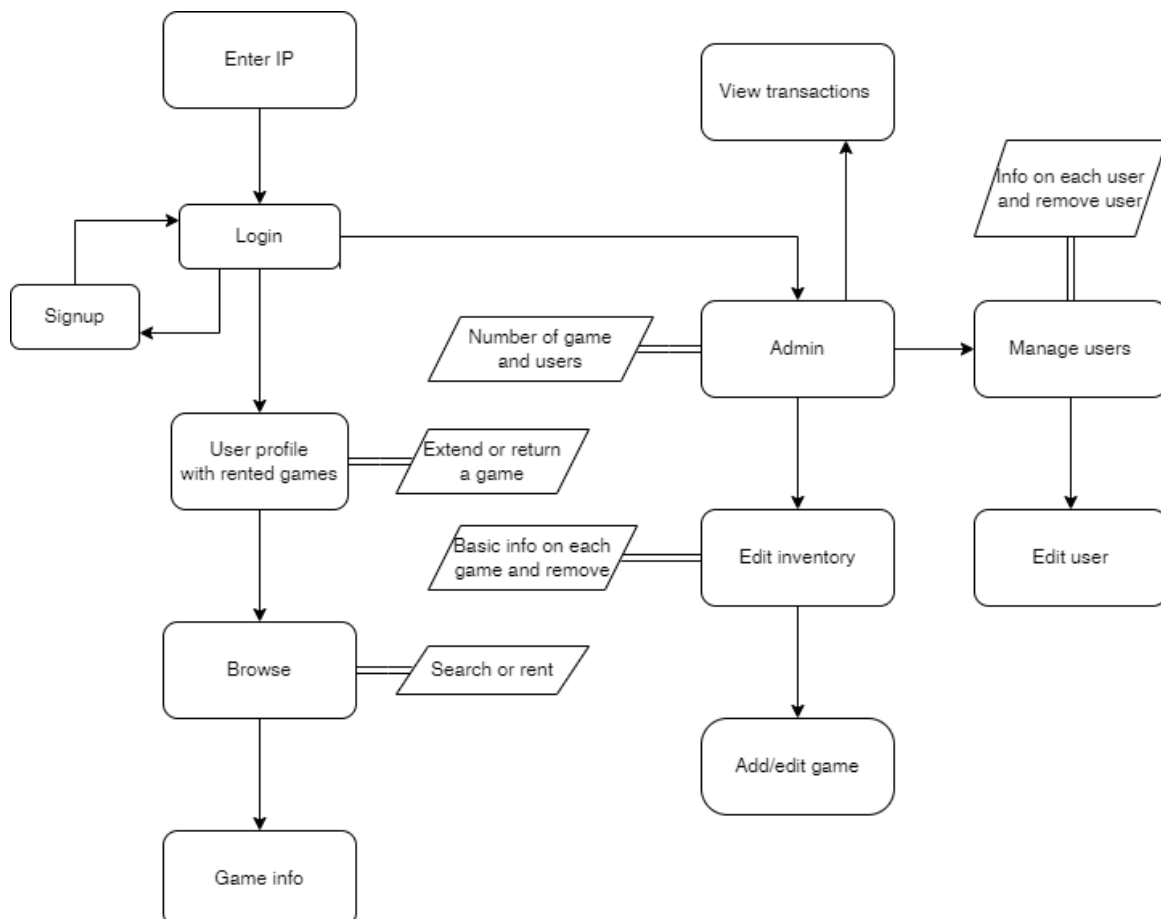 Enter IP
View transactions
Info on each user
and remove user
Login
Signup
Number of game
and users
Admin
Manage users
User profile
with rented games
Extend or return
a game
Basic info on each
game and remove
Edit inventory
Edit user
Browse
Search or rent
Add/edit game
Game info